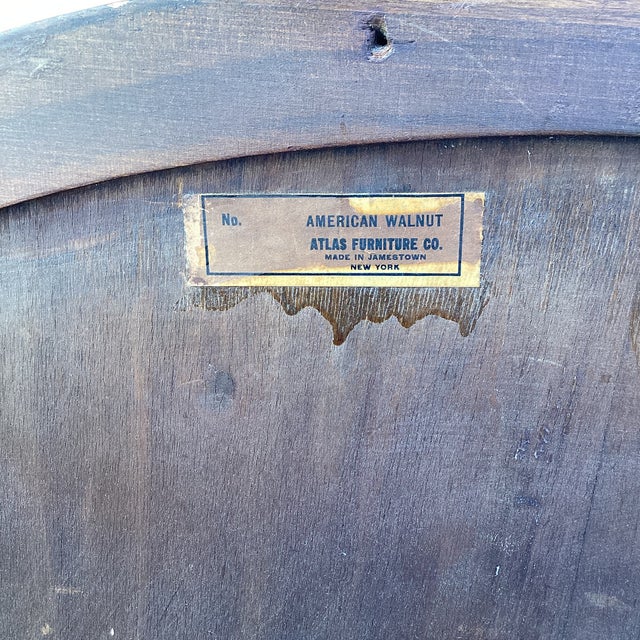 No. AMERICAN WALNUT
ATLAS FURNITURE CO.
MADE IN JAMESTOWN
NEW YORK